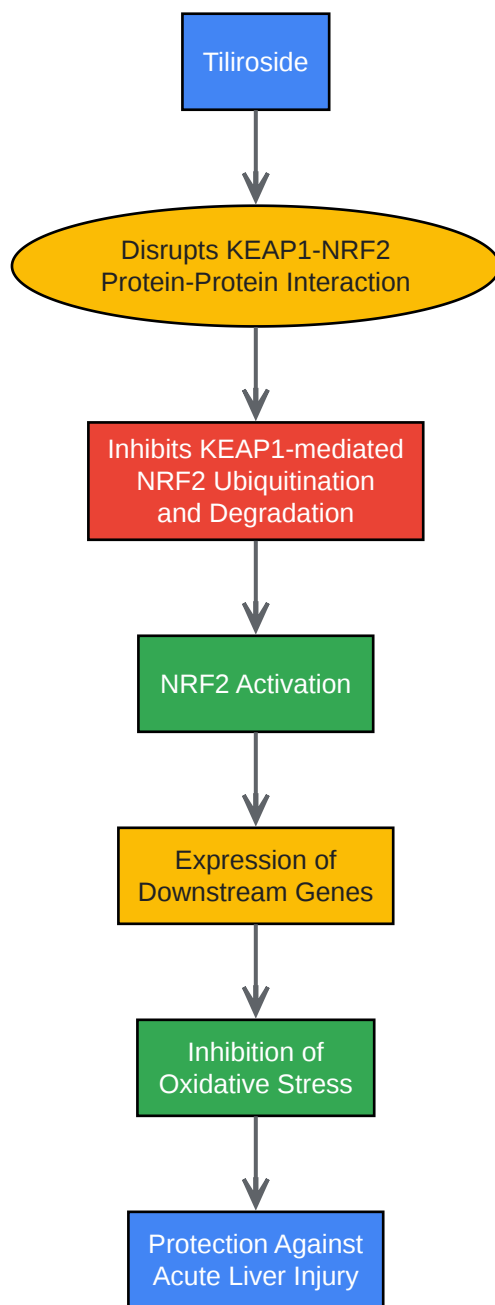 Tiliroside
Disrupts KEAP1-NRF2
Protein-Protein Interaction
Inhibits KEAP1-mediated
NRF2 Ubiquitination
and Degradation
NRF2 Activation
Expression of
Downstream Genes
Inhibition of
Oxidative Stress
Protection Against
Acute Liver Injury